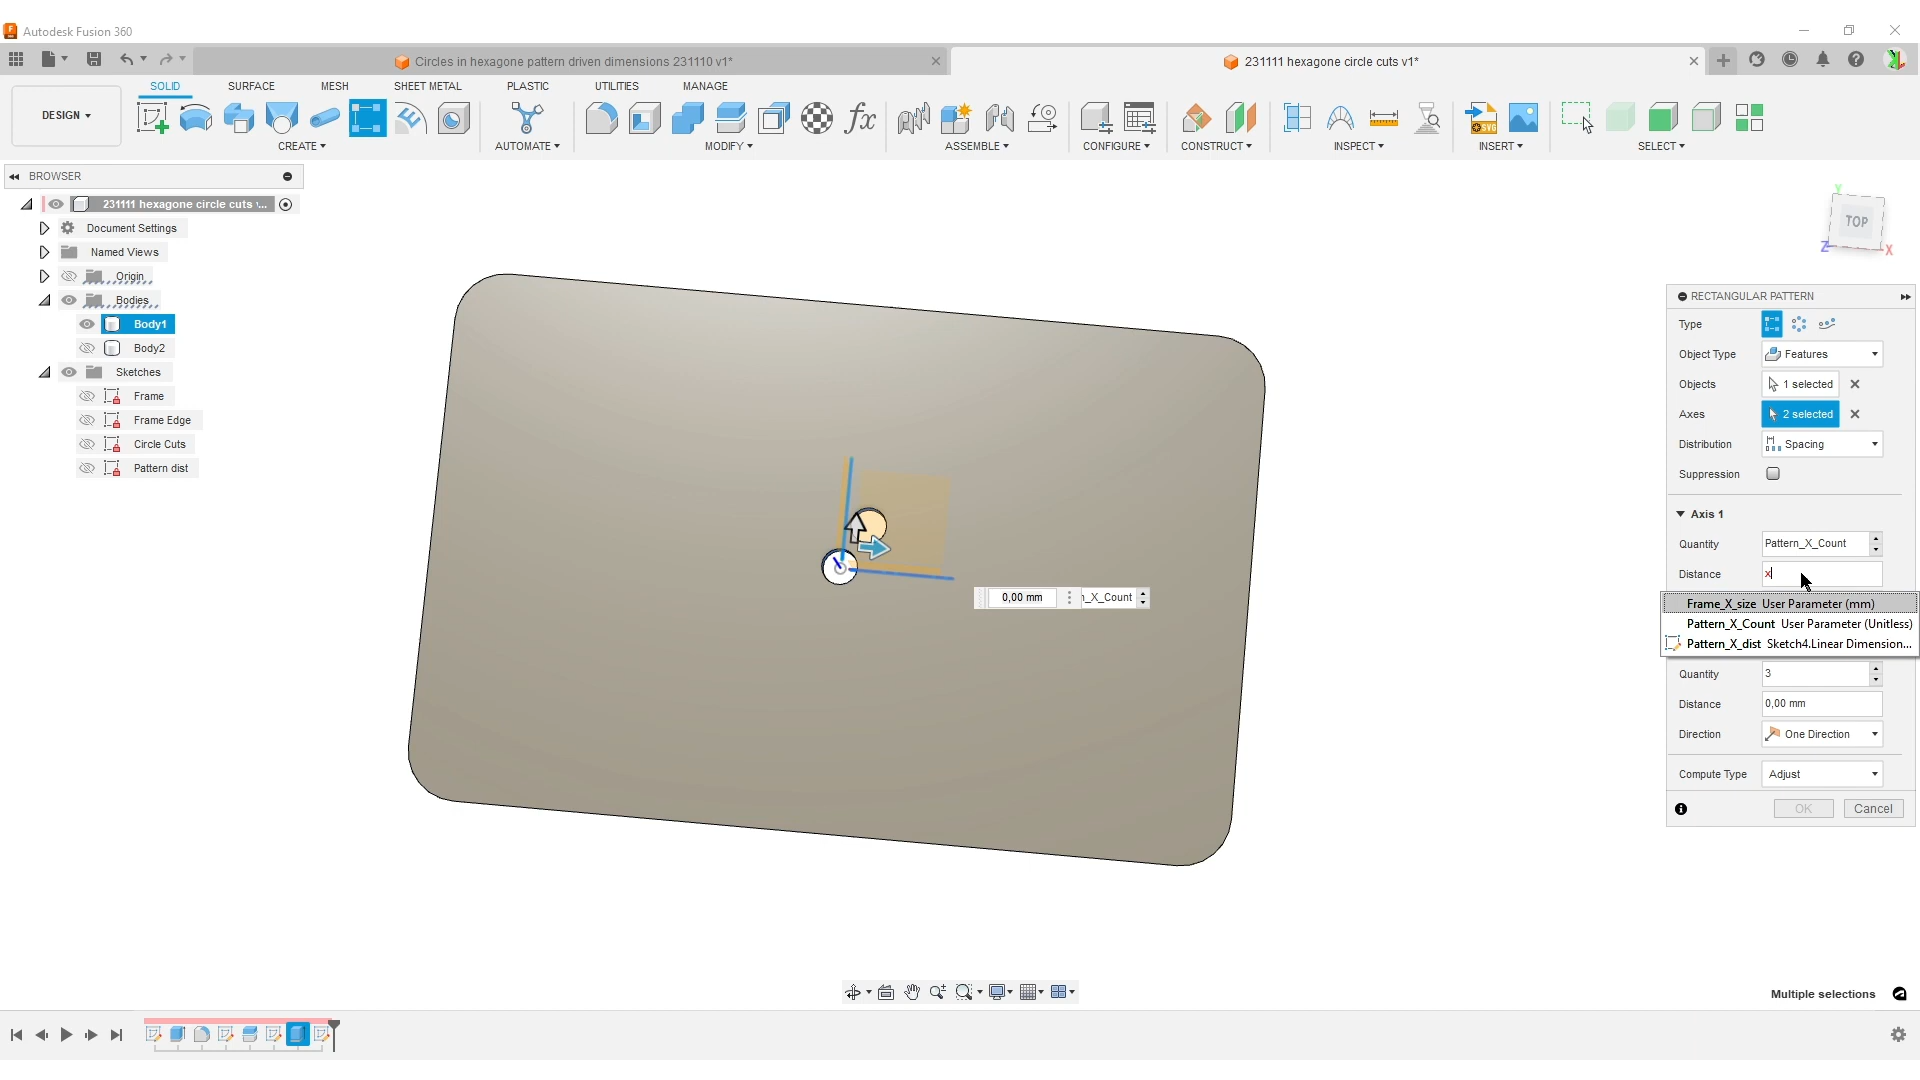 Autodesk Fusion 360
Circles in hexagone pattern driven dimensions 231110 v1*
231111 hexagone circle cuts v1*
DESIGN
SOLID
SURFACE
MESH
SHEET METAL
PLASTIC
UTILITIES
MANAGE
CREATE
AUTOMATE
MODIFY
ASSEMBLE
CONFIGURE
CONSTRUCT
INSPECT
INSERT
SELECT
fx
SVG
BROWSER
231111 hexagone circle cuts v...
Document Settings
Named Views
Origin
Bodies
Body1
Body2
Sketches
Frame
Frame Edge
Circle Cuts
Pattern dist
Y
TOP
Z
X
0,00 mm
_X_Count
RECTANGULAR PATTERN
Type
Object Type Features
Objects 1 selected
Axes 2 selected
Distribution Spacing
Suppression
Axis 1
Quantity Pattern_X_Count
Distance x
Frame_X_size User Parameter (mm)
Pattern_X_Count User Parameter (Unitless)
Pattern_X_dist Sketch4.Linear Dimension...
Quantity 3
Distance 0,00 mm
Direction One Direction
Compute Type Adjust
OK Cancel
Multiple selections